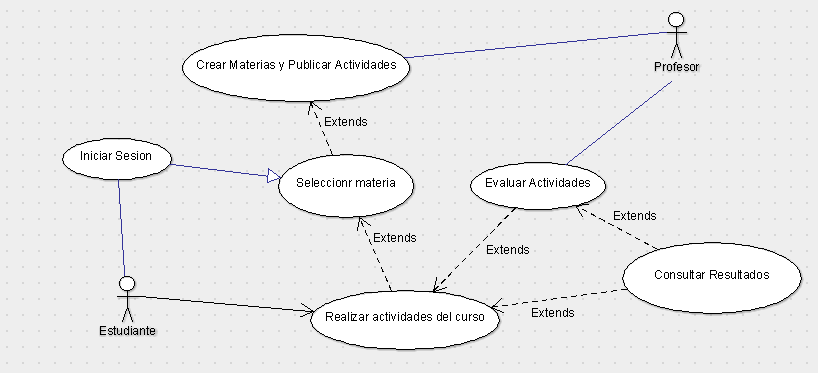 Profesor
Crear Materias y Publicar Actividades
Extends
Iniciar Sesion
Seleccionr materia
Evaluar Actividades
Extends
Extends
Extends
Consultar Resultados
Extends
Realizar actividades del curso
Estudiante